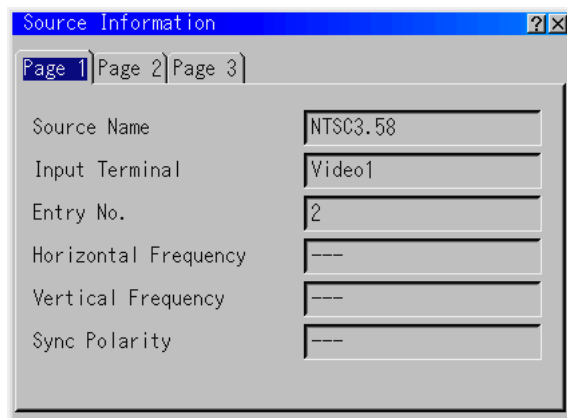 Source Information
Page 1 Page 2 Page 3
Source Name NTSC3.58
Input Terminal Video1
Entry No. 2
Horizontal Frequency ---
Vertical Frequency ---
Sync Polarity ---